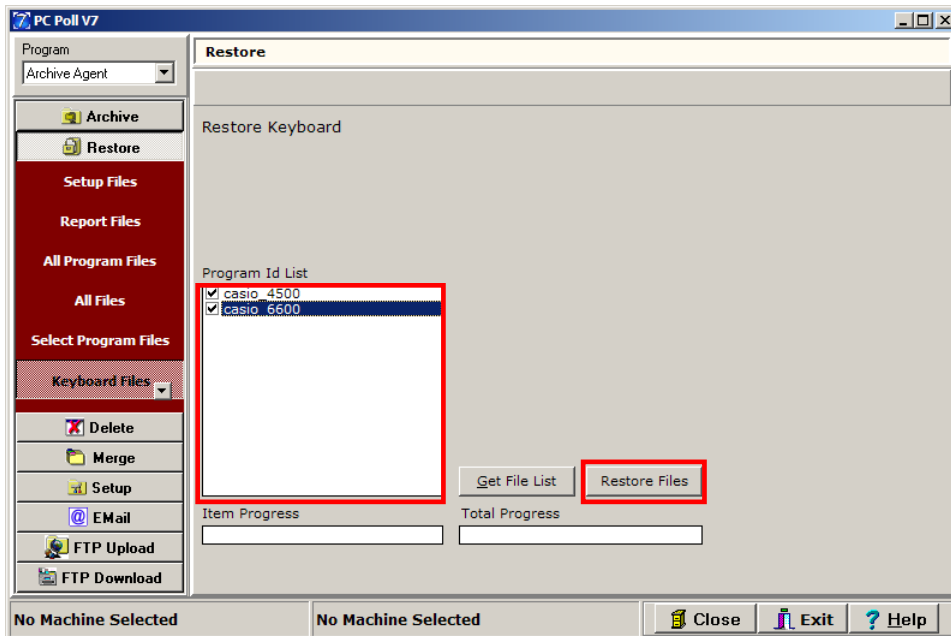 PC Poll V7
Program
Archive Agent
Archive
Restore
Setup Files
Report Files
All Program Files
All Files
Select Program Files
Keyboard Files
Delete
Merge
Setup
EMail
FTP Upload
FTP Download
Restore
Restore Keyboard
Program Id List
casio_4500
casio_6600
Get File List
Restore Files
Item Progress
Total Progress
No Machine Selected
No Machine Selected
Close
Exit
Help